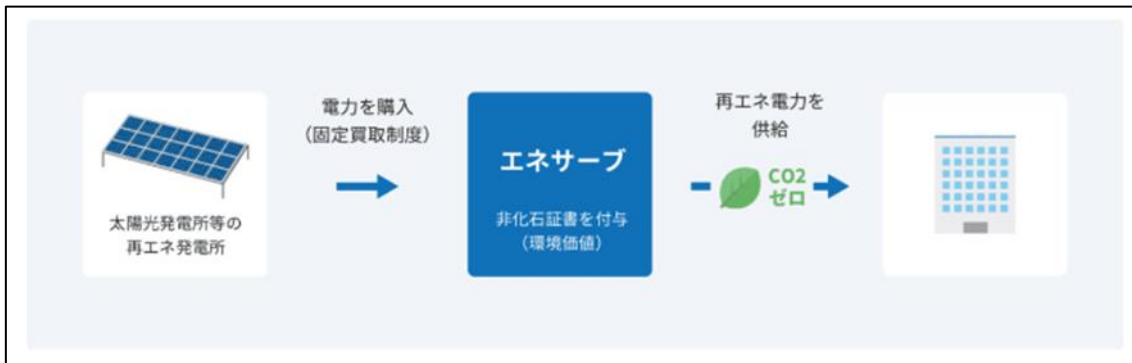 太陽光発電所等の
再エネ発電所
電力を購入
（固定買取制度）
エネサーブ
非化石証書を付与
（環境価値）
再エネ電力を
供給
CO2
ゼロ